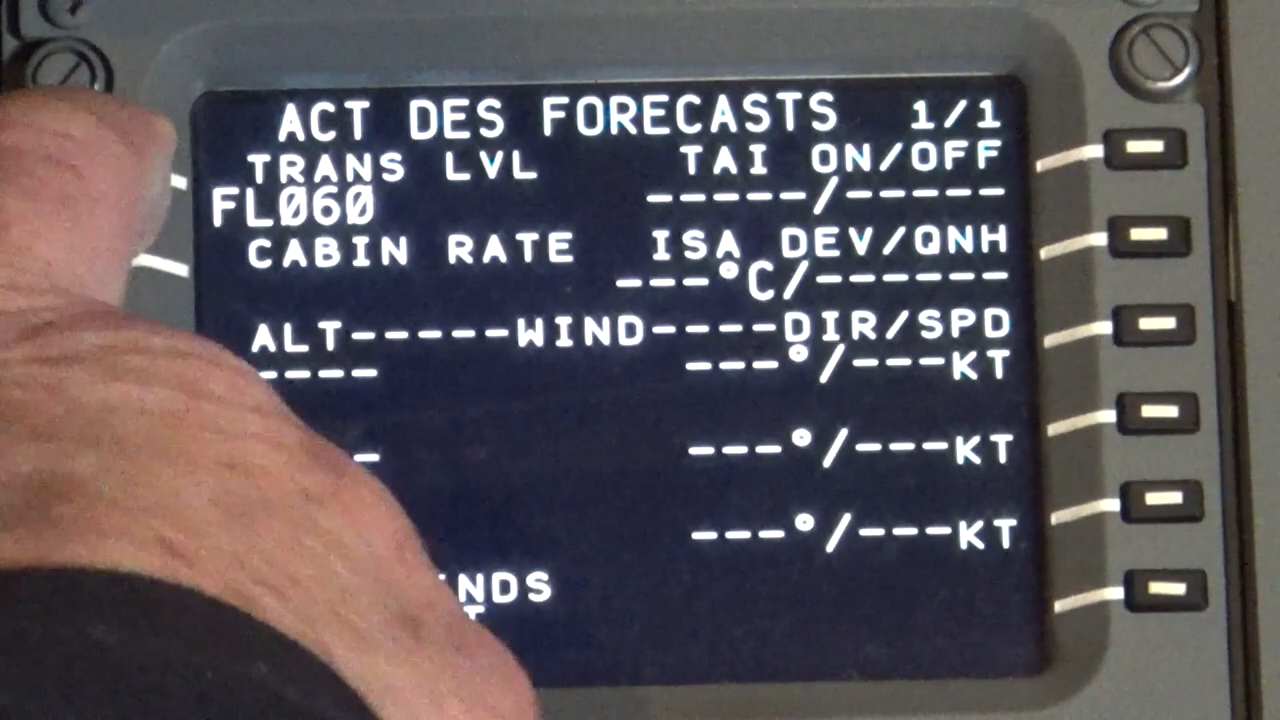 ACT DES FORECASTS 1/1
TRANS LVL TAI ON/OFF
FL060 -----/-----
CABIN RATE ISA DEV/QNH
---°C/------
ALT-----WIND----DIR/SPD
---- ---°/---KT
- ---°/---KT
---°/---KT
NDS
T